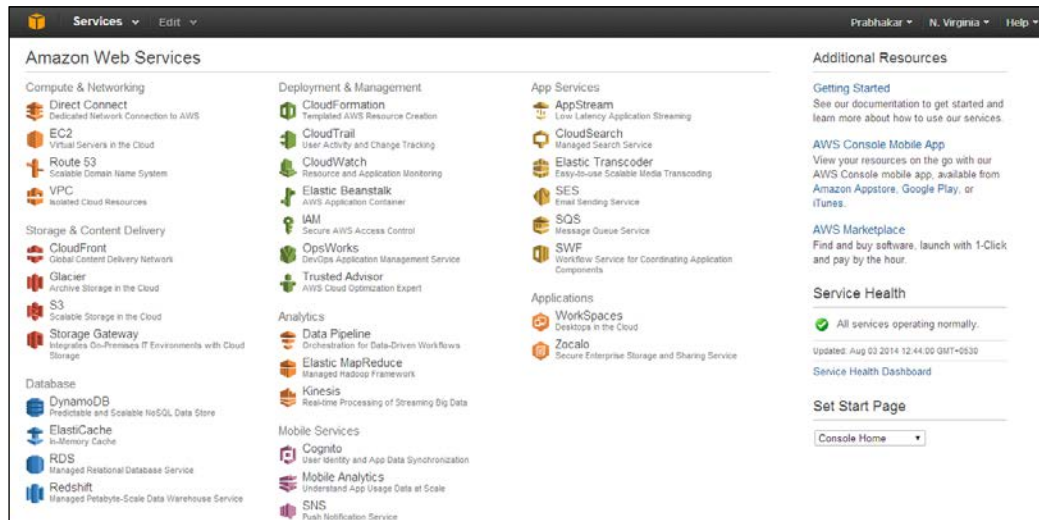 Services Edit Prabhakar N. Virginia Help
Amazon Web Services
Compute & Networking
Direct Connect
Dedicated Network Connection to AWS
EC2
Virtual Servers in the Cloud
Route 53
Scalable Domain Name System
VPC
Isolated Cloud Resources
Storage & Content Delivery
CloudFront
Global Content Delivery Network
Glacier
Archive Storage in the Cloud
S3
Scalable Storage in the Cloud
Storage Gateway
Integrates On-Premises IT Environments with Cloud
Storage
Database
DynamoDB
Predictable and Scalable NoSQL Data Store
ElastiCache
In-Memory Cache
RDS
Managed Relational Database Service
Redshift
Managed Petabyte-Scale Data Warehouse Service
Deployment & Management
CloudFormation
Templated AWS Resource Creation
CloudTrail
User Activity and Change Tracking
CloudWatch
Resource and Application Monitoring
Elastic Beanstalk
AWS Application Container
IAM
Secure AWS Access Control
OpsWorks
DevOps Application Management Service
Trusted Advisor
AWS Cloud Optimization Expert
Analytics
Data Pipeline
Orchestration for Data-Driven Workflows
Elastic MapReduce
Managed Hadoop Framework
Kinesis
Real-time Processing of Streaming Big Data
Mobile Services
Cognito
User Identity and App Data Synchronization
Mobile Analytics
Understand App Usage Data at Scale
SNS
Push Notification Service
App Services
AppStream
Low Latency Application Streaming
CloudSearch
Managed Search Service
Elastic Transcoder
Easy-to-use Scalable Media Transcoding
SES
Email Sending Service
SQS
Message Queue Service
SWF
Workflow Service for Coordinating Application
Components
Applications
WorkSpaces
Desktops in the Cloud
Zocalo
Secure Enterprise Storage and Sharing Service
Additional Resources
Getting Started
See our documentation to get started and
learn more about how to use our services.
AWS Console Mobile App
View your resources on the go with our
AWS Console mobile app, available from
Amazon Appstore, Google Play, or
iTunes.
AWS Marketplace
Find and buy software, launch with 1-Click
and pay by the hour.
Service Health
All services operating normally.
Updated: Aug 03 2014 12:44:00 GMT+0530
Service Health Dashboard
Set Start Page
Console Home